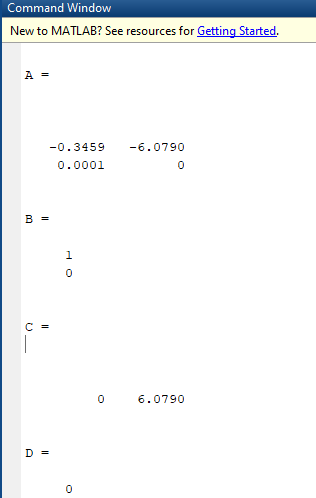 Command Window
New to MATLAB? See resources for Getting Started.
A =
-0.3459 -6.0790
0.0001 0
B =
1
0
C =
0 6.0790
D =
0